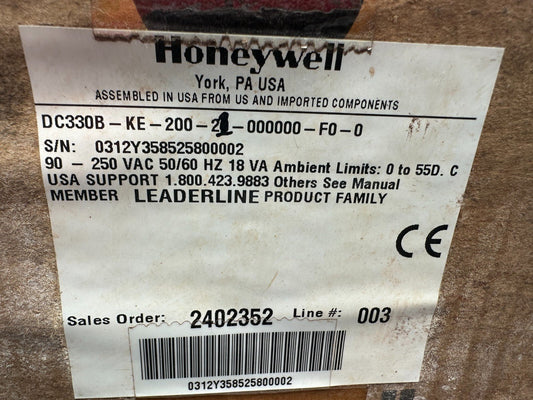 Honeywell
York, PA USA
ASSEMBLED IN USA FROM US AND IMPORTED COMPONENTS
DC330B - KE - 200 - 21 - 000000 - F0 - 0
S/N: 0312Y358525800002
90 - 250 VAC 50/60 HZ 18 VA Ambient Limits: 0 to 55D. C
USA SUPPORT 1.800.423.9883 Others See Manual
MEMBER LEADERLINE PRODUCT FAMILY
CE
Sales Order: 2402352 Line #: 003
0312Y358525800002